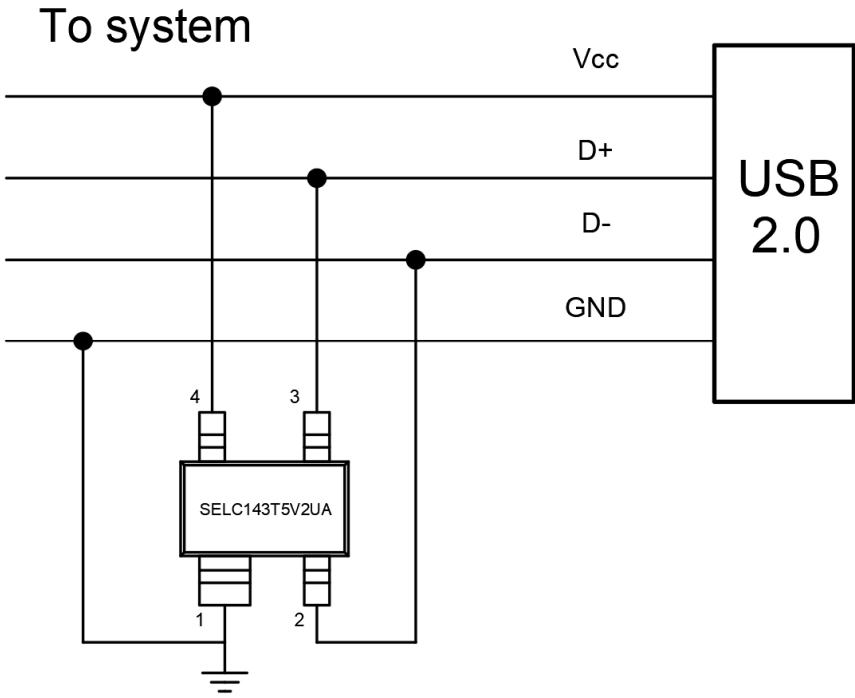 To system
Vcc
D+
USB
2.0
D-
GND
4
3
SELC143T5V2UA
1
2